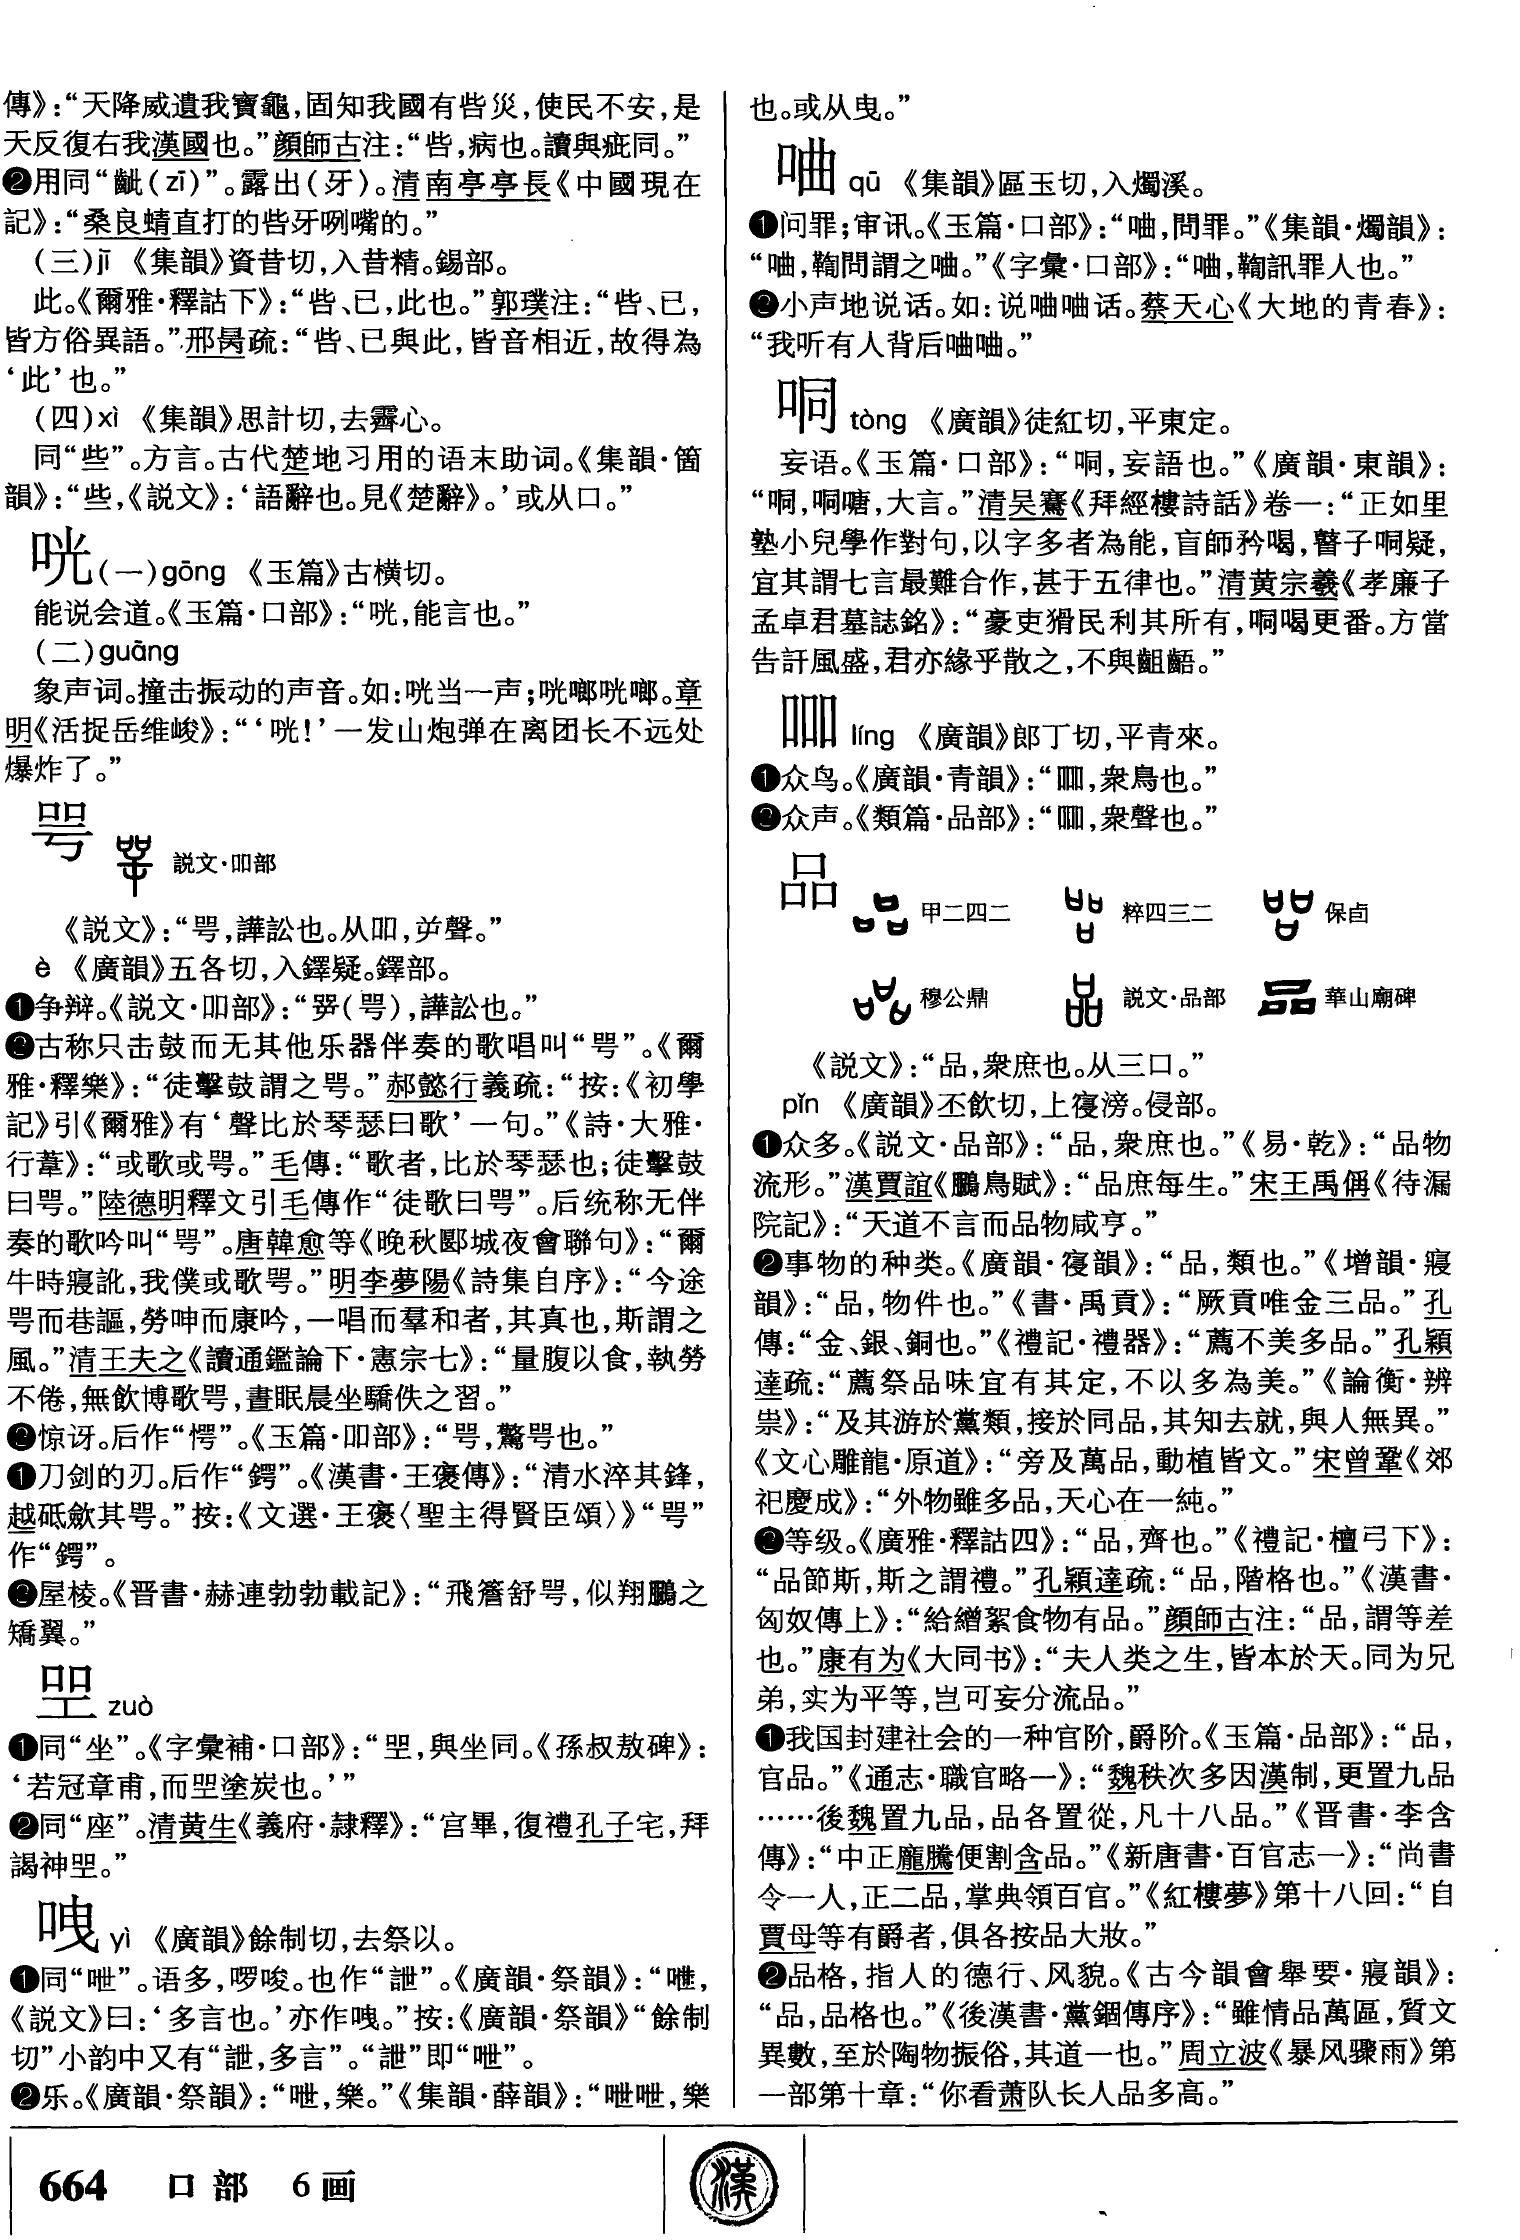 傳》：“天降威遺我寶龜，固知我國有呰災，使民不安，是
天反復右我漢國也。”顔師古注：“呰，病也。讀與疵同。”
❷用同“齜（zī）”。露出（牙）。清南亭亭長《中國現在
記》：“桑良蜻直打的呰牙咧嘴的。”
（三）jī 《集韻》資昔切，入昔精。錫部。
此。《爾雅·釋詁下》：“呰、已，此也。”郭璞注：“呰、已，
皆方俗異語。”邢昺疏：“呰、已與此，皆音相近，故得為
‘此’也。”
（四）xì 《集韻》思計切，去霽心。
同“些”。方言。古代楚地习用的语末助词。《集韻·箇
韻》：“些，《説文》：‘語辭也。見《楚辭》。’或从口。”
咣（一）gōng 《玉篇》古横切。
能说会道。《玉篇·口部》：“咣，能言也。”
（二）guāng
象声词。撞击振动的声音。如：咣当一声；咣啷咣啷。章
明《活捉岳维峻》：“‘咣！’一发山炮弹在离团长不远处
爆炸了。”
咢 説文·吅部
《説文》：“咢，譁訟也。从吅，屰聲。”
è 《廣韻》五各切，入鐸疑。鐸部。
❶争辩。《説文·吅部》：“㖾（咢），譁訟也。”
❷古称只击鼓而无其他乐器伴奏的歌唱叫“咢”。《爾
雅·釋樂》：“徒擊鼓謂之咢。”郝懿行義疏：“按：《初學
記》引《爾雅》有‘聲比於琴瑟曰歌’一句。”《詩·大雅·
行葦》：“或歌或咢。”毛傳：“歌者，比於琴瑟也；徒擊鼓
曰咢。”陸德明釋文引毛傳作“徒歌曰咢”。后统称无伴
奏的歌吟叫“咢”。唐韓愈等《晚秋郾城夜會聯句》：“爾
牛時寢訛，我僕或歌咢。”明李夢陽《詩集自序》：“今途
咢而巷謳，勞呻而康吟，一唱而羣和者，其真也，斯謂之
風。”清王夫之《讀通鑑論下·憲宗七》：“量腹以食，執勞
不倦，無飲博歌咢，晝眠晨坐驕佚之習。”
❸惊讶。后作“愕”。《玉篇·吅部》：“咢，驚咢也。”
❶刀剑的刃。后作“鍔”。《漢書·王褒傳》：“清水淬其鋒，
越砥斂其咢。”按：《文選·王褒〈聖主得賢臣頌〉》“咢”
作“鍔”。
❷屋棱。《晋書·赫連勃勃載記》：“飛簷舒咢，似翔鵬之
矯翼。”
㘴 zuò
❶同“坐”。《字彙補·口部》：“㘴，與坐同。《孫叔敖碑》：
‘若冠章甫，而㘴塗炭也。’”
❷同“座”。清黄生《義府·隸釋》：“宫畢，復禮孔子宅，拜
謁神㘴。”
㖂 yì 《廣韻》餘制切，去祭以。
❶同“呭”。语多，啰唆。也作“詍”。《廣韻·祭韻》：“呭，
《説文》曰：‘多言也。’亦作㖂。”按：《廣韻·祭韻》“餘制
切”小韵中又有“詍，多言”。“詍”即“呭”。
❷乐。《廣韻·祭韻》：“呭，樂。”《集韻·薛韻》：“呭呭，樂
也。或从曳。”
㖆 qū 《集韻》區玉切，入燭溪。
❶问罪；审讯。《玉篇·口部》：“㖆，問罪。”《集韻·燭韻》：
“㖆，鞫問謂之㖆。”《字彙·口部》：“㖆，鞫訊罪人也。”
❷小声地说话。如：说㖆㖆话。蔡天心《大地的青春》：
“我听有人背后㖆㖆。”
哃 tòng 《廣韻》徒紅切，平東定。
妄语。《玉篇·口部》：“哃，妄語也。”《廣韻·東韻》：
“哃，哃嘡，大言。”清吴騫《拜經樓詩話》卷一：“正如里
塾小兒學作對句，以字多者為能，盲師矜喝，瞽子哃疑，
宜其謂七言最難合作，甚于五律也。”清黄宗羲《孝廉子
孟卓君墓誌銘》：“豪吏猾民利其所有，哃喝更番。方當
告訐風盛，君亦緣乎散之，不與齟齬。”
㗊 líng 《廣韻》郎丁切，平青來。
❶众鸟。《廣韻·青韻》：“，衆鳥也。”
❷众声。《類篇·品部》：“，衆聲也。”
品 甲二四二 粹四三二 保卣
穆公鼎 説文·品部 華山廟碑
《説文》：“品，衆庶也。从三口。”
pǐn 《廣韻》丕飲切，上寑滂。侵部。
❶众多。《説文·品部》：“品，衆庶也。”《易·乾》：“品物
流形。”漢賈誼《鵩鳥賦》：“品庶每生。”宋王禹偁《待漏
院記》：“天道不言而品物咸亨。”
❷事物的种类。《廣韻·寑韻》：“品，類也。”《增韻·寢
韻》：“品，物件也。”《書·禹貢》：“厥貢唯金三品。”孔
傳：“金、銀、銅也。”《禮記·禮器》：“薦不美多品。”孔穎
達疏：“薦祭品味宜有其定，不以多為美。”《論衡·辨
祟》：“及其游於黨類，接於同品，其知去就，與人無異。”
《文心雕龍·原道》：“旁及萬品，動植皆文。”宋曾鞏《郊
祀慶成》：“外物雖多品，天心在一純。”
❸等级。《廣雅·釋詁四》：“品，齊也。”《禮記·檀弓下》：
“品節斯，斯之謂禮。”孔穎達疏：“品，階格也。”《漢書·
匈奴傳上》：“給繒絮食物有品。”顔師古注：“品，謂等差
也。”康有为《大同书》：“夫人类之生，皆本於天。同为兄
弟，实为平等，岂可妄分流品。”
❶我国封建社会的一种官阶，爵阶。《玉篇·品部》：“品，
官品。”《通志·職官略一》：“魏秩次多因漢制，更置九品
……後魏置九品，品各置從，凡十八品。”《晋書·李含
傳》：“中正龐騰便割含品。”《新唐書·百官志一》：“尚書
令一人，正二品，掌典領百官。”《紅樓夢》第十八回：“自
賈母等有爵者，俱各按品大妝。”
❷品格，指人的德行、风貌。《古今韻會舉要·寢韻》：
“品，品格也。”《後漢書·黨錮傳序》：“雖情品萬區，質文
異數，至於陶物振俗，其道一也。”周立波《暴风骤雨》第
一部第十章：“你看萧队长人品多高。”
664 口部 6画
漢